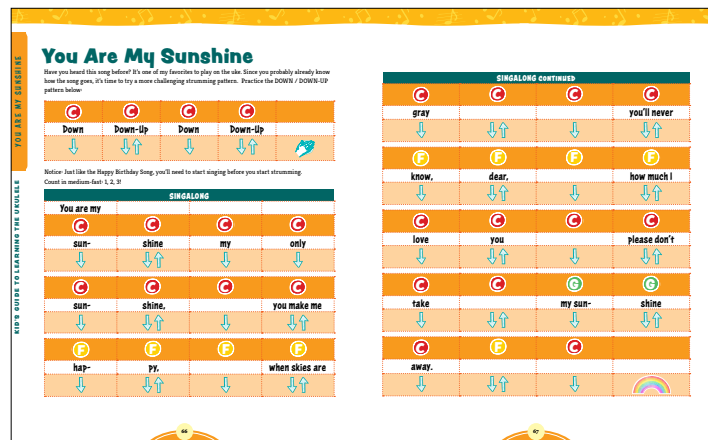 YOU ARE MY SUNSHINE
KID'S GUIDE TO LEARNING THE UKULELE
You Are My Sunshine
Have you heard this song before? It's one of my favorites to play on the uke. Since you probably already know
how the song goes, it's time to try a more challenging strumming pattern. Practice the DOWN / DOWN-UP
pattern below:
C C C C
Down Down-Up Down Down-Up
Notice: Just like the Happy Birthday Song, you'll need to start singing before you start strumming.
Count in medium-fast: 1, 2, 3!
SINGALONG
You are my
C C C C
sun- shine my only
C C C C
sun- shine, you make me
F F F F
hap- py, when skies are
66
SINGALONG CONTINUED
C C C C
gray you'll never
F F F F
know, dear, how much I
C C C C
love you please don't
C C G G
take my sun- shine
C F C
away.
67